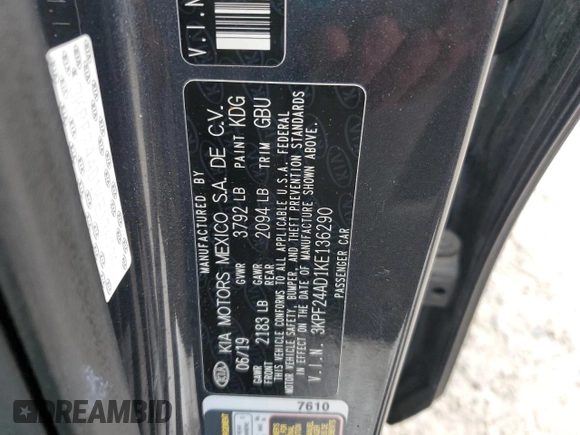 V.I.N
MANUFACTURED BY
KIA KIA MOTORS MEXICO S.A. DE C.V.
06/19 GVWR 3792 LB PAINT KDG
GAWR FRONT 2183 LB GAWR REAR 2094 LB TRIM GBU
THIS VEHICLE CONFORMS TO ALL APPLICABLE U.S.A. FEDERAL
MOTOR VEHICLE SAFETY, BUMPER, AND THEFT PREVENTION STANDARDS
IN EFFECT ON THE DATE OF MANUFACTURE SHOWN ABOVE.
V.I.N. 3KPF24AD1KE136290
PASSENGER CAR
7610
DREAMBID